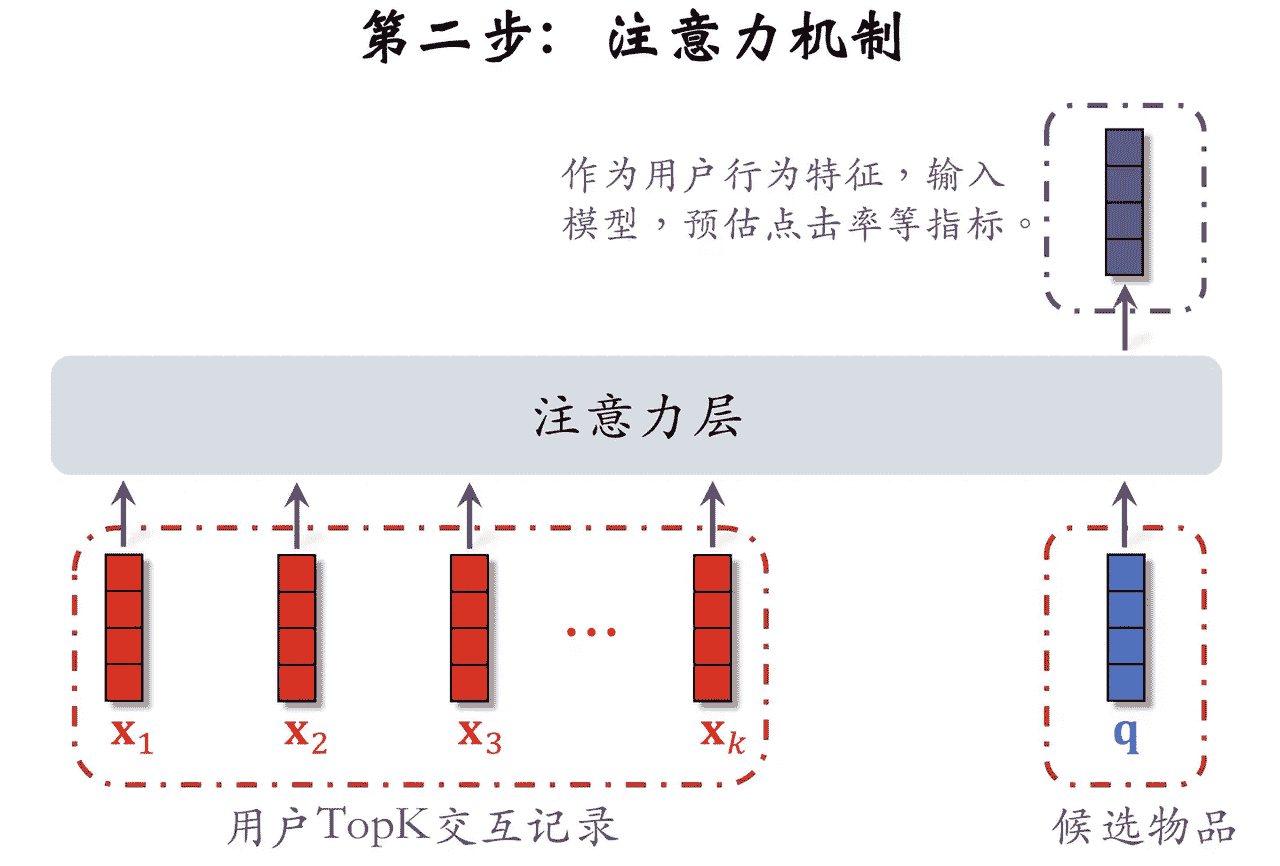 第二步: 注意力机制
作为用户行为特征，输入
模型，预估点击率等指标。
注意力层
…
x₁ x₂ x₃ xₖ q
用户TopK交互记录
候选物品